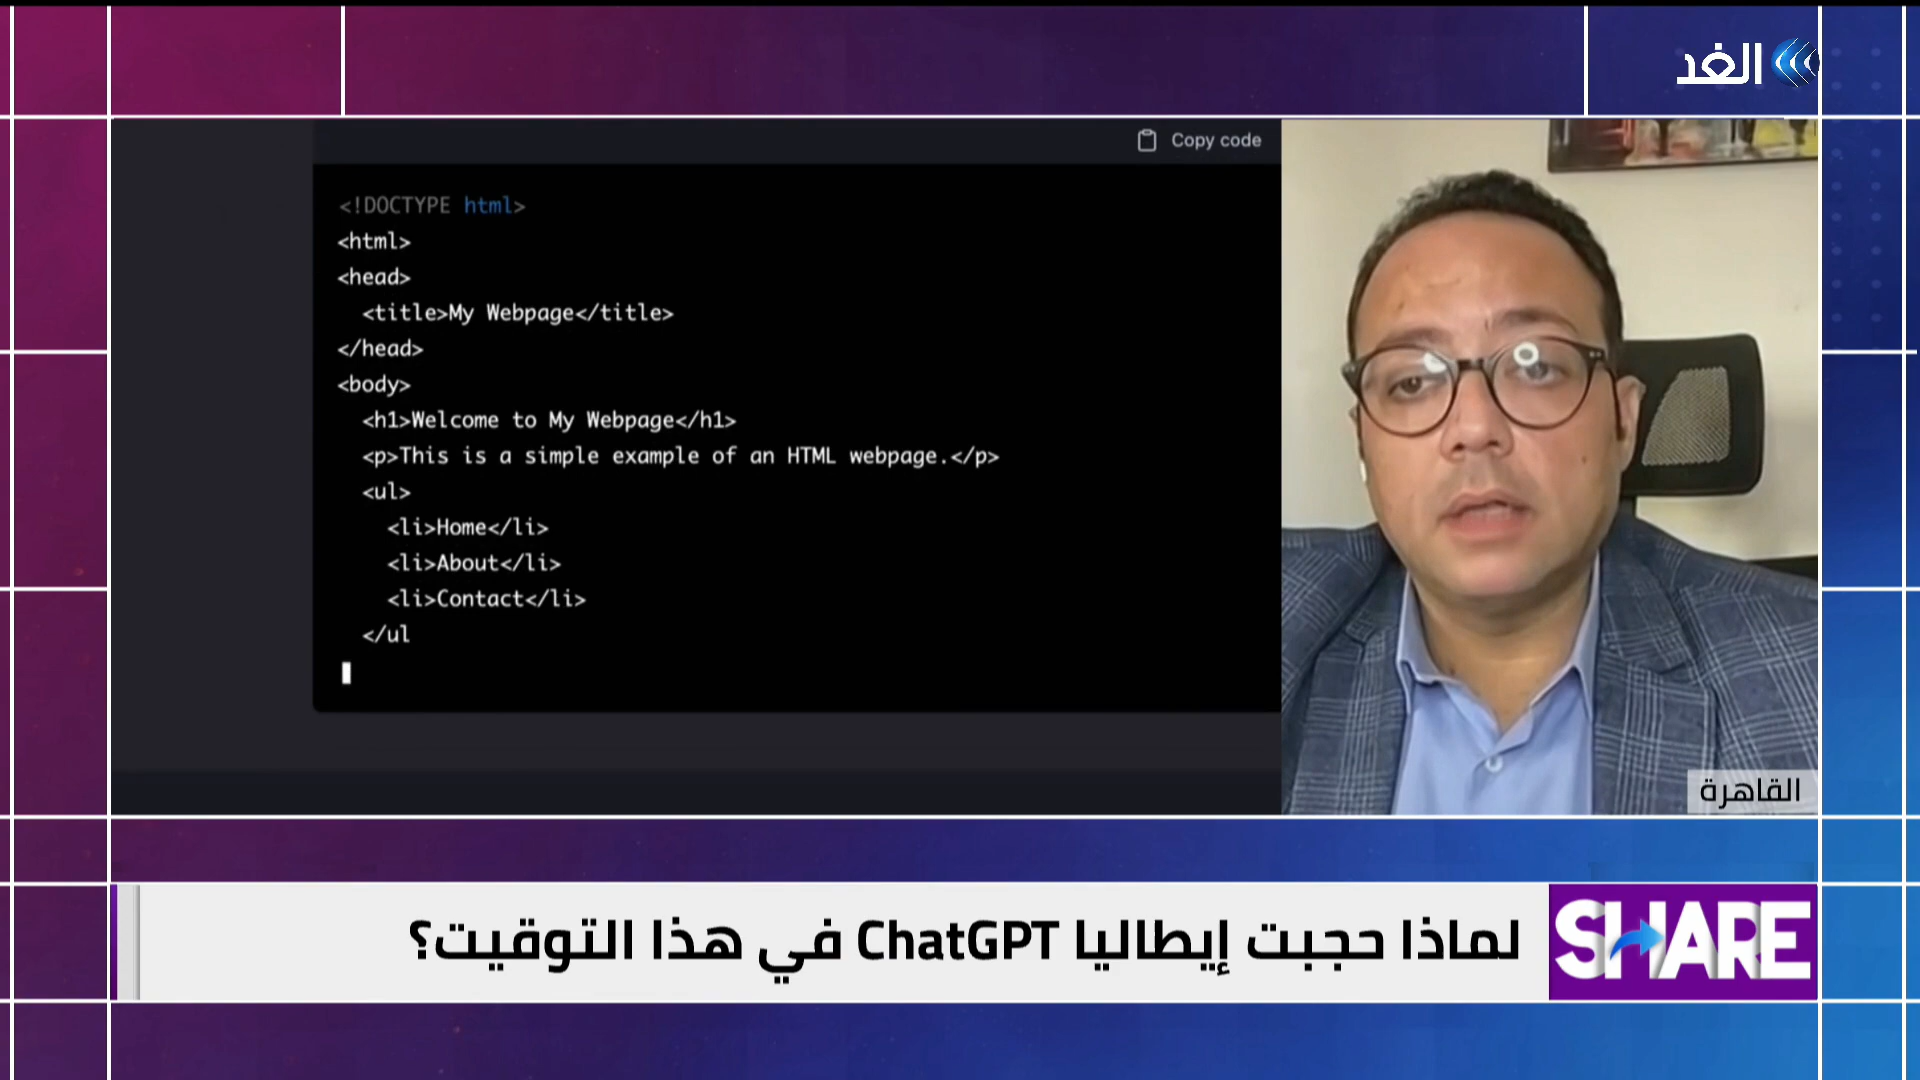 الغد
Copy code
<!DOCTYPE html>
<html>
<head>
  <title>My Webpage</title>
</head>
<body>
  <h1>Welcome to My Webpage</h1>
  <p>This is a simple example of an HTML webpage.</p>
  <ul>
    <li>Home</li>
    <li>About</li>
    <li>Contact</li>
  </ul
القاهرة
SHARE
لماذا حجبت إيطاليا ChatGPT في هذا التوقيت؟